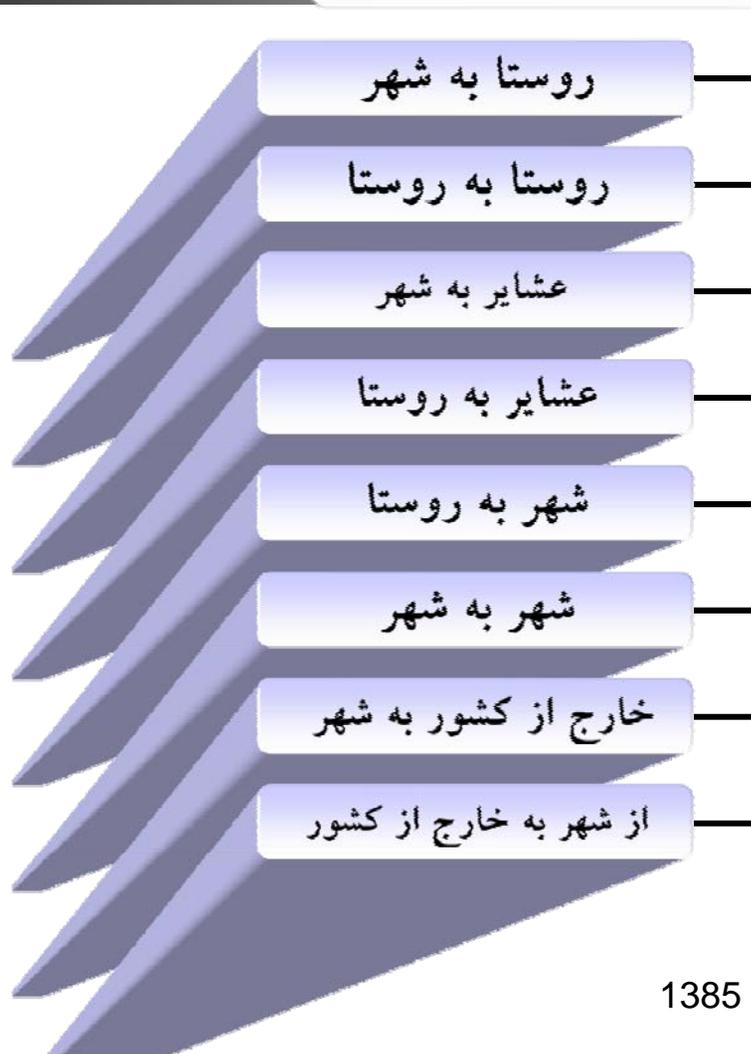 روستا به شهر
روستا به روستا
عشایر به شهر
عشایر به روستا
شهر به روستا
شهر به شهر
خارج از کشور به شهر
از شهر به خارج از کشور
1385